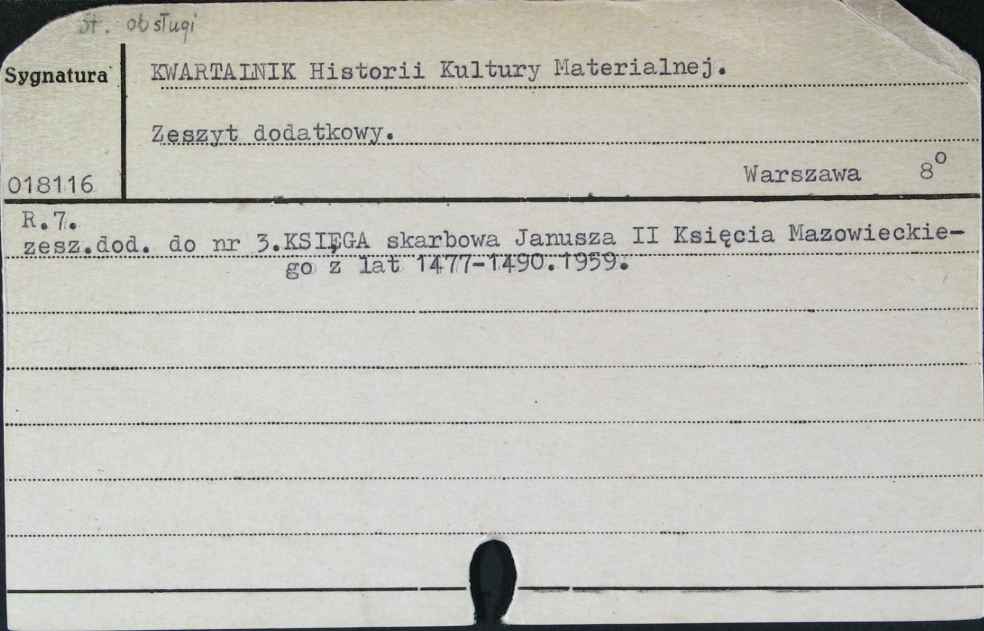 st. obsługi
Sygnatura
KWARTALNIK Historii Kultury Materialnej.
Zeszyt dodatkowy.
018116
Warszawa 8°
R.7.
zesz.dod. do nr 3.KSIĘGA skarbowa Janusza II Księcia Mazowieckie-
go z lat 1477-1490.1959.